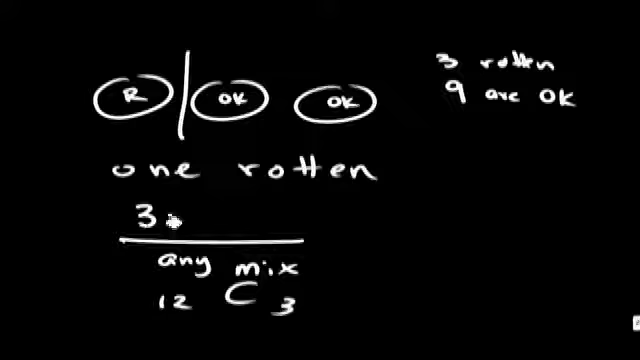 3 rotten
9 are OK
R OK OK
one rotten
3
any mix
12 C 3